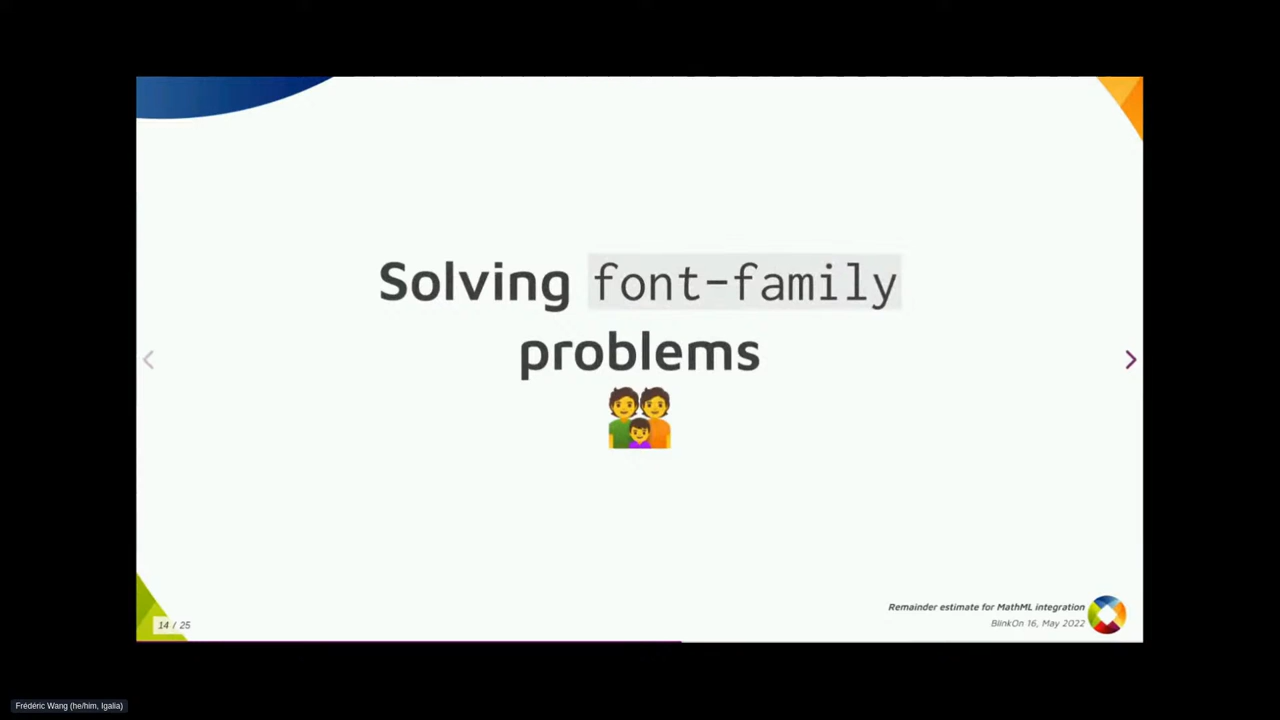 Solving font-family
problems
Remainder estimate for MathML integration
BlinkOn 16, May 2022
14 / 25
Frédéric Wang (he/him, Igalia)